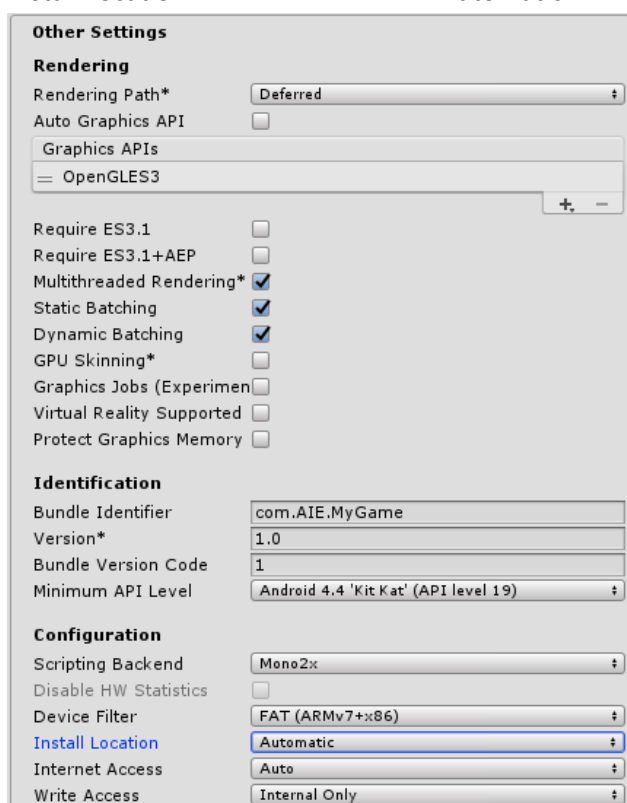 Other Settings
Rendering
Rendering Path* Deferred
Auto Graphics API
Graphics APIs
= OpenGLES3
+ −
Require ES3.1
Require ES3.1+AEP
Multithreaded Rendering*
Static Batching
Dynamic Batching
GPU Skinning*
Graphics Jobs (Experimen
Virtual Reality Supported
Protect Graphics Memory
Identification
Bundle Identifier com.AIE.MyGame
Version* 1.0
Bundle Version Code 1
Minimum API Level Android 4.4 'Kit Kat' (API level 19)
Configuration
Scripting Backend Mono2x
Disable HW Statistics
Device Filter FAT (ARMv7+x86)
Install Location Automatic
Internet Access Auto
Write Access Internal Only